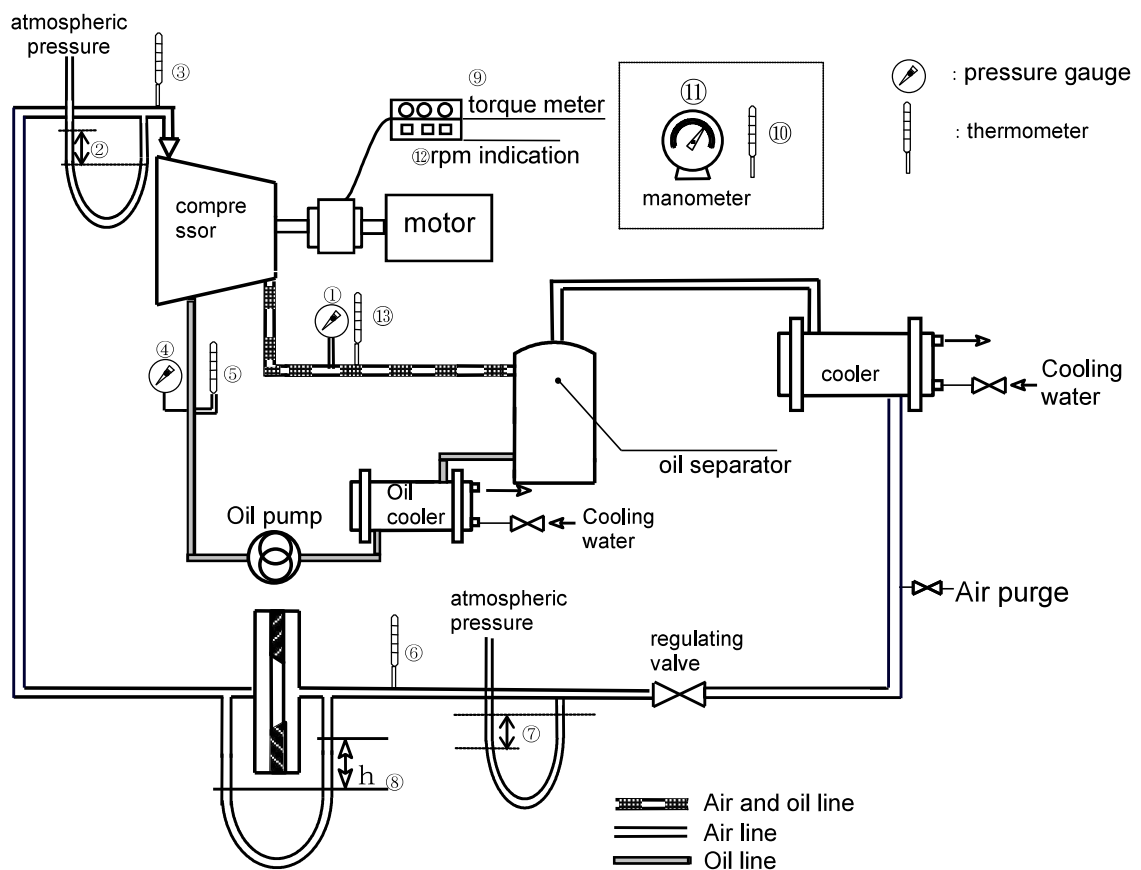 atmospheric
pressure
③
②
⑨
torque meter
⑫rpm indication
compre
ssor
motor
⑪
⑩
manometer
: pressure gauge
: thermometer
①
⑬
④
⑤
cooler
Cooling
water
oil separator
Oil
cooler
Cooling
water
Oil pump
Air purge
atmospheric
pressure
⑥
regulating
valve
⑦
h ⑧
Air and oil line
Air line
Oil line